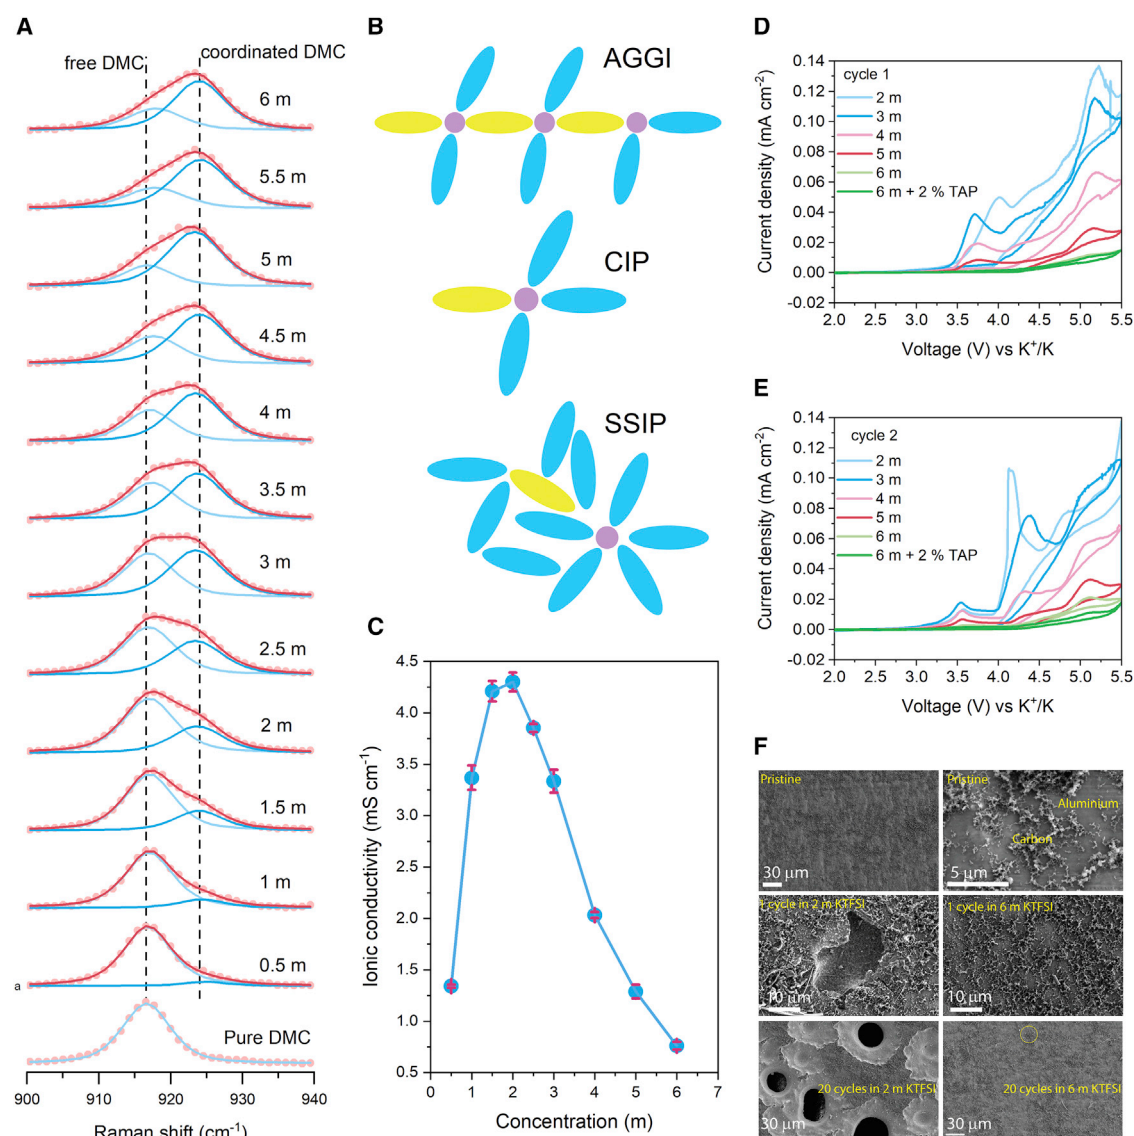 A
free DMC
coordinated DMC
6 m
5.5 m
5 m
4.5 m
4 m
3.5 m
3 m
2.5 m
2 m
1.5 m
1 m
0.5 m
a
Pure DMC
900 910 920 930 940
Raman shift (cm⁻¹)
B
AGGI
CIP
SSIP
C
4.5
4.0
3.5
3.0
2.5
2.0
1.5
1.0
0.5
Ionic conductivity (mS cm⁻¹)
0 1 2 3 4 5 6 7
Concentration (m)
D
0.14
0.12
0.10
0.08
0.06
0.04
0.02
0.00
-0.02
Current density (mA cm⁻²)
cycle 1
2 m
3 m
4 m
5 m
6 m
6 m + 2 % TAP
2.0 2.5 3.0 3.5 4.0 4.5 5.0 5.5
Voltage (V) vs K⁺/K
E
0.14
0.12
0.10
0.08
0.06
0.04
0.02
0.00
-0.02
Current density (mA cm⁻²)
cycle 2
2 m
3 m
4 m
5 m
6 m
6 m + 2 % TAP
2.0 2.5 3.0 3.5 4.0 4.5 5.0 5.5
Voltage (V) vs K⁺/K
F
Pristine
30 μm
Pristine
Aluminium
Carbon
5 μm
1 cycle in 2 m KTFSI
10 μm
1 cycle in 6 m KTFSI
10 μm
20 cycles in 2 m KTFSI
30 μm
20 cycles in 6 m KTFSI
30 μm